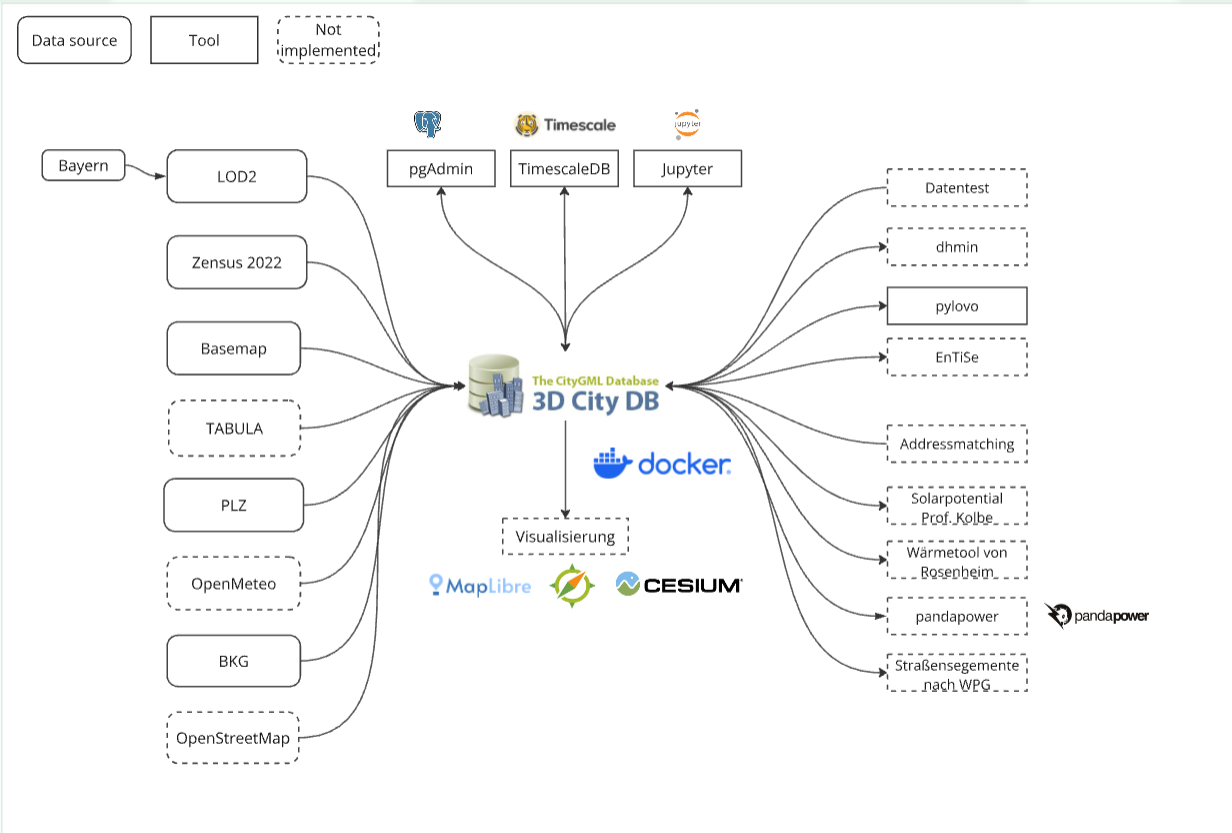 Data source
Tool
Not
implemented
Timescale
jupyter
Bayern
LOD2
pgAdmin
TimescaleDB
Jupyter
Zensus 2022
Basemap
TABULA
PLZ
OpenMeteo
BKG
OpenStreetMap
The CityGML Database
3D City DB
docker
Visualisierung
MapLibre
CESIUM
Datentest
dhmin
pylovo
EnTiSe
Addressmatching
Solarpotential
Prof. Kolbe
Wärmetool von
Rosenheim
pandapower
pandapower
Straßensegemente
nach WPG